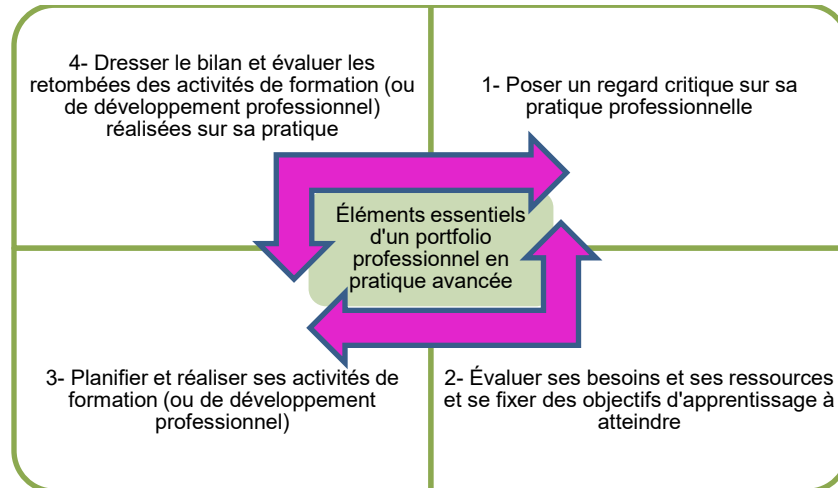 4- Dresser le bilan et évaluer les
retombées des activités de formation (ou
de développement professionnel)
réalisées sur sa pratique
1- Poser un regard critique sur sa
pratique professionnelle
Éléments essentiels
d'un portfolio
professionnel en
pratique avancée
3- Planifier et réaliser ses activités de
formation (ou de développement
professionnel)
2- Évaluer ses besoins et ses ressources
et se fixer des objectifs d'apprentissage à
atteindre